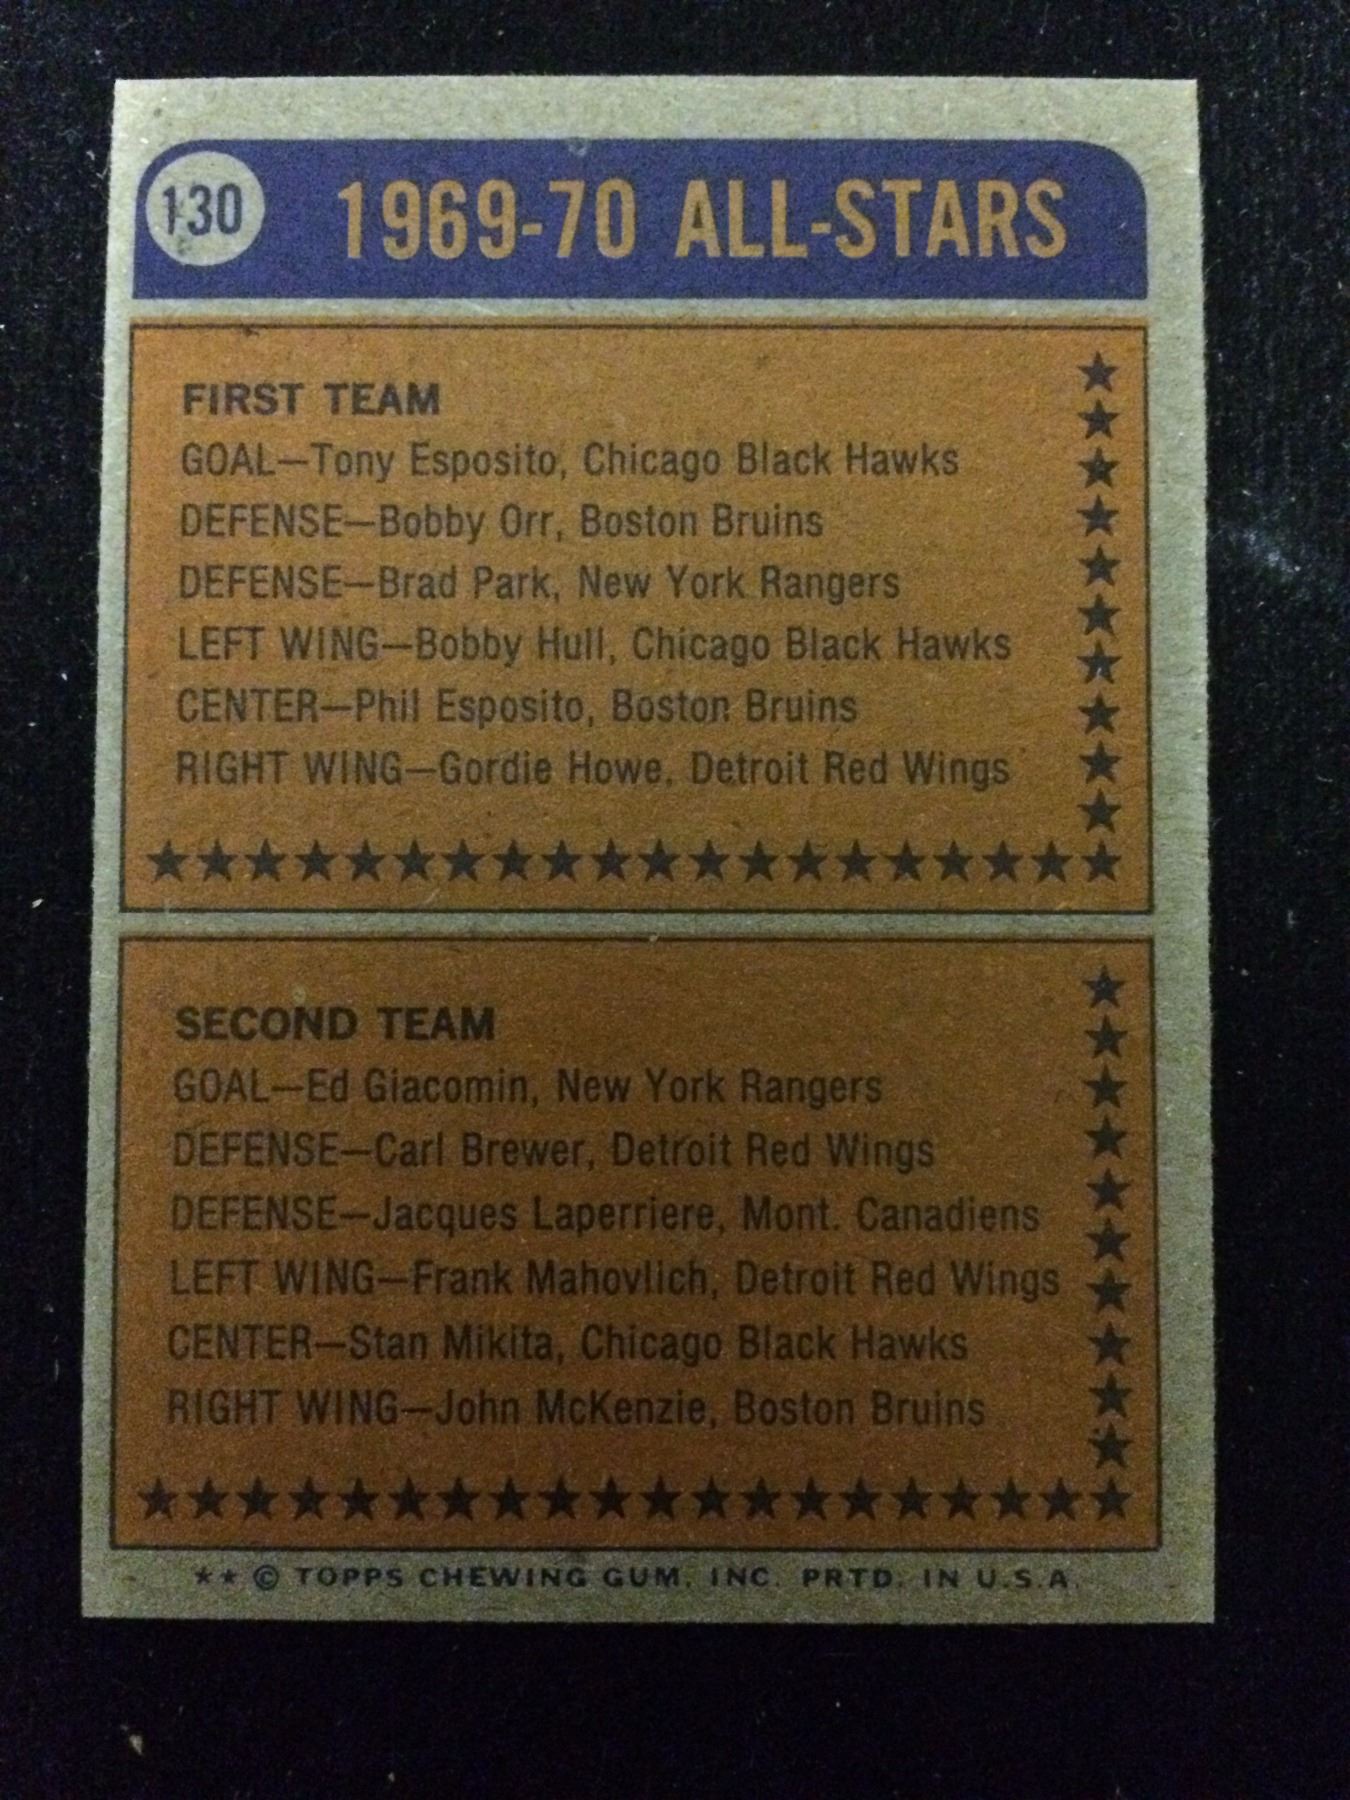 130
1969-70 ALL-STARS
FIRST TEAM
GOAL—Tony Esposito, Chicago Black Hawks
DEFENSE—Bobby Orr, Boston Bruins
DEFENSE—Brad Park, New York Rangers
LEFT WING—Bobby Hull, Chicago Black Hawks
CENTER—Phil Esposito, Boston Bruins
RIGHT WING—Gordie Howe, Detroit Red Wings
SECOND TEAM
GOAL—Ed Giacomin, New York Rangers
DEFENSE—Carl Brewer, Detroit Red Wings
DEFENSE—Jacques Laperriere, Mont. Canadiens
LEFT WING—Frank Mahovlich, Detroit Red Wings
CENTER—Stan Mikita, Chicago Black Hawks
RIGHT WING—John McKenzie, Boston Bruins
★★ © TOPPS CHEWING GUM, INC. PRTD. IN U.S.A.